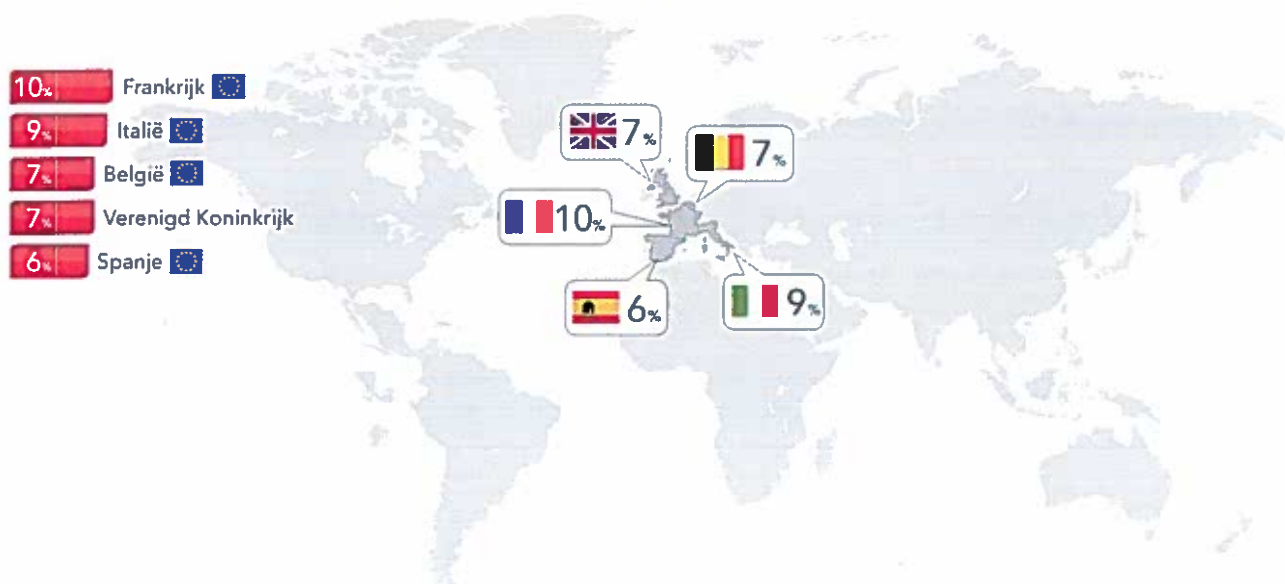 10% Frankrijk
9% Italië
7% België
7% Verenigd Koninkrijk
6% Spanje
7%
7%
10%
6%
9%